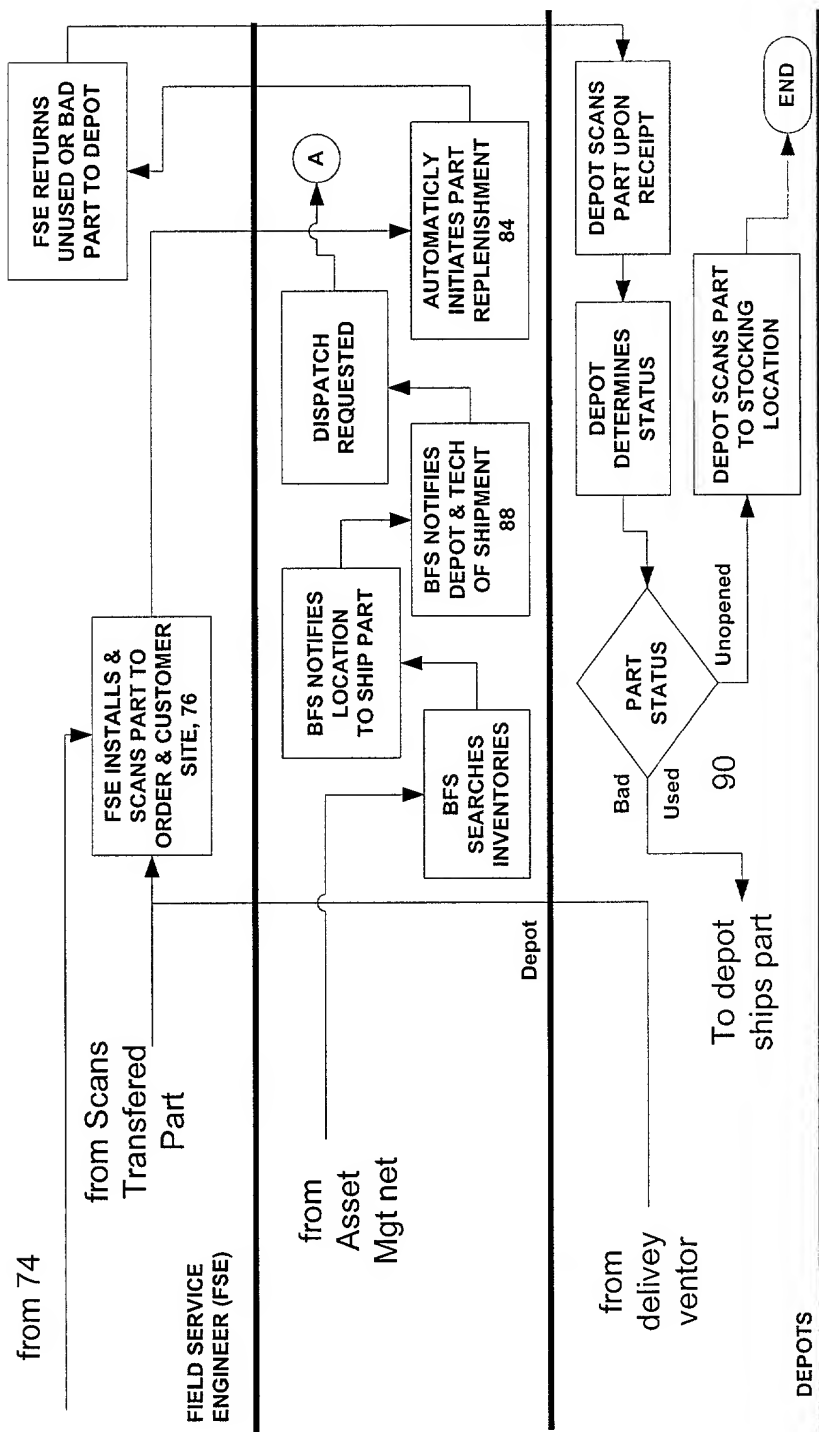 from 74
from Scans
Transfered
Part
FIELD SERVICE
ENGINEER (FSE)
FSE INSTALLS &
SCANS PART TO
ORDER & CUSTOMER
SITE, 76
FSE RETURNS
UNUSED OR BAD
PART TO DEPOT
from
Asset
Mgt net
BFS
SEARCHES
INVENTORIES
BFS NOTIFIES
LOCATION
TO SHIP PART
BFS NOTIFIES
DEPOT & TECH
OF SHIPMENT
88
DISPATCH
REQUESTED
A
AUTOMATICLY
INITIATES PART
REPLENISHMENT
84
Depot
from
delivey
ventor
DEPOTS
To depot
ships part
Bad
Used
90
PART
STATUS
Unopened
DEPOT
DETERMINES
STATUS
DEPOT SCANS
PART UPON
RECEIPT
DEPOT SCANS PART
TO STOCKING
LOCATION
END